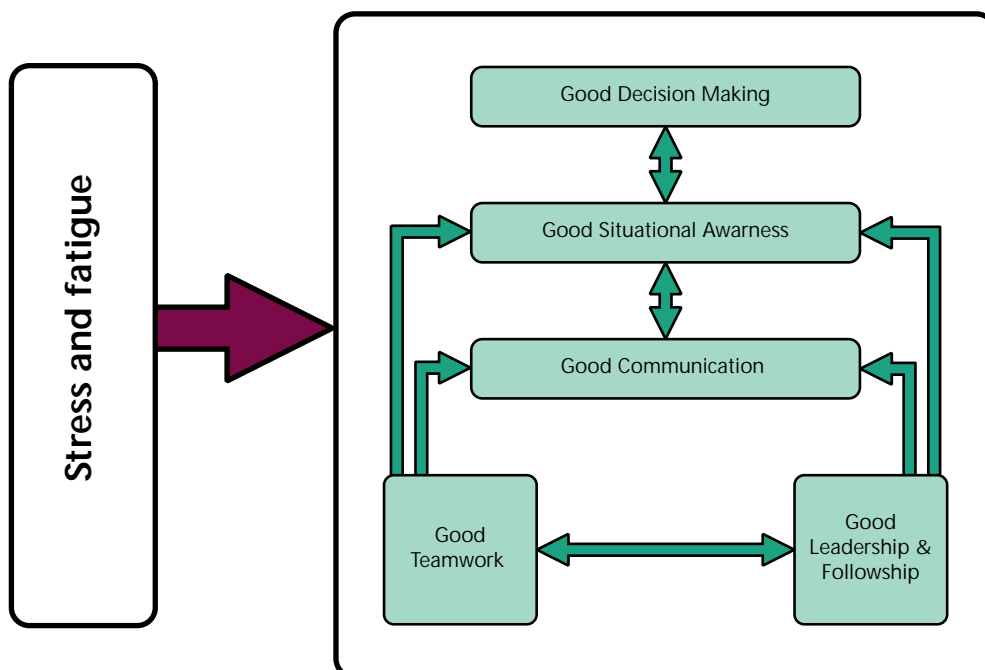 Stress and fatigue
Good Decision Making
Good Situational Awarness
Good Communication
Good
Teamwork
Good
Leadership &
Followship